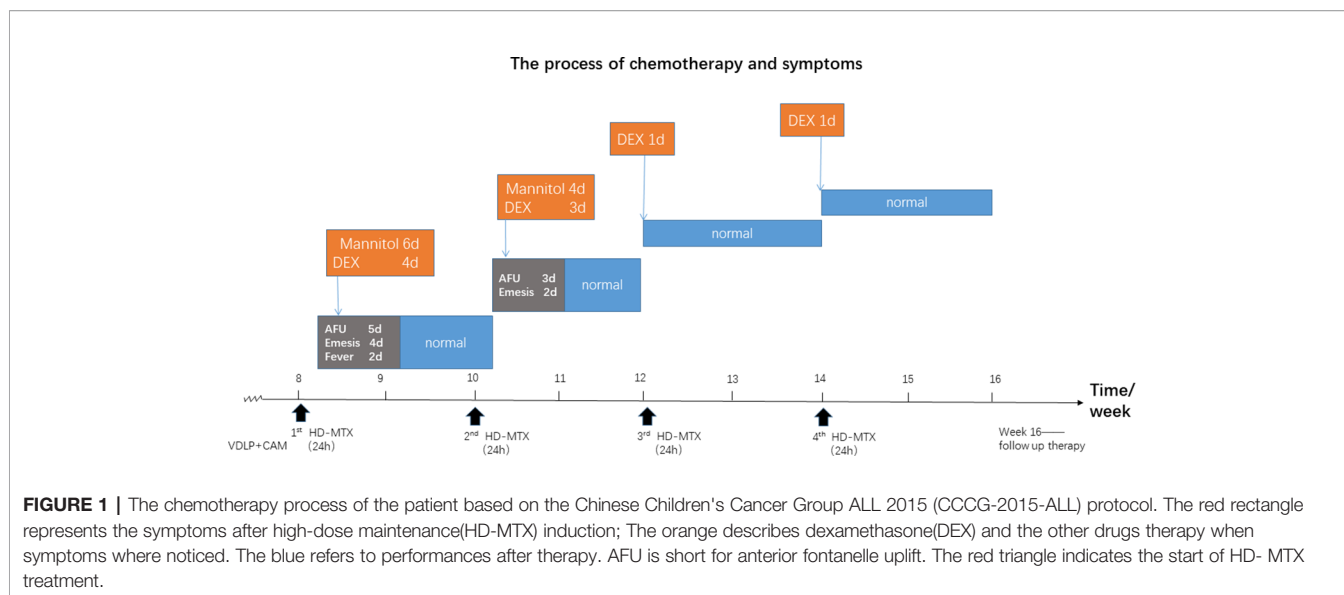 The process of chemotherapy and symptoms
DEX 1d
DEX 1d
Mannitol 4d
DEX 3d
normal
normal
Mannitol 6d
DEX 4d
AFU 3d
Emesis 2d
normal
AFU 5d
Emesis 4d
Fever 2d
normal
8 9 10 11 12 13 14 15 16
Time/
week
VDLP+CAM
1st HD-MTX
(24h)
2nd HD-MTX
(24h)
3rd HD-MTX
(24h)
4th HD-MTX
(24h)
Week 16——
follow up therapy
FIGURE 1 | The chemotherapy process of the patient based on the Chinese Children's Cancer Group ALL 2015 (CCCG-2015-ALL) protocol. The red rectangle
represents the symptoms after high-dose maintenance(HD-MTX) induction; The orange describes dexamethasone(DEX) and the other drugs therapy when
symptoms where noticed. The blue refers to performances after therapy. AFU is short for anterior fontanelle uplift. The red triangle indicates the start of HD- MTX
treatment.